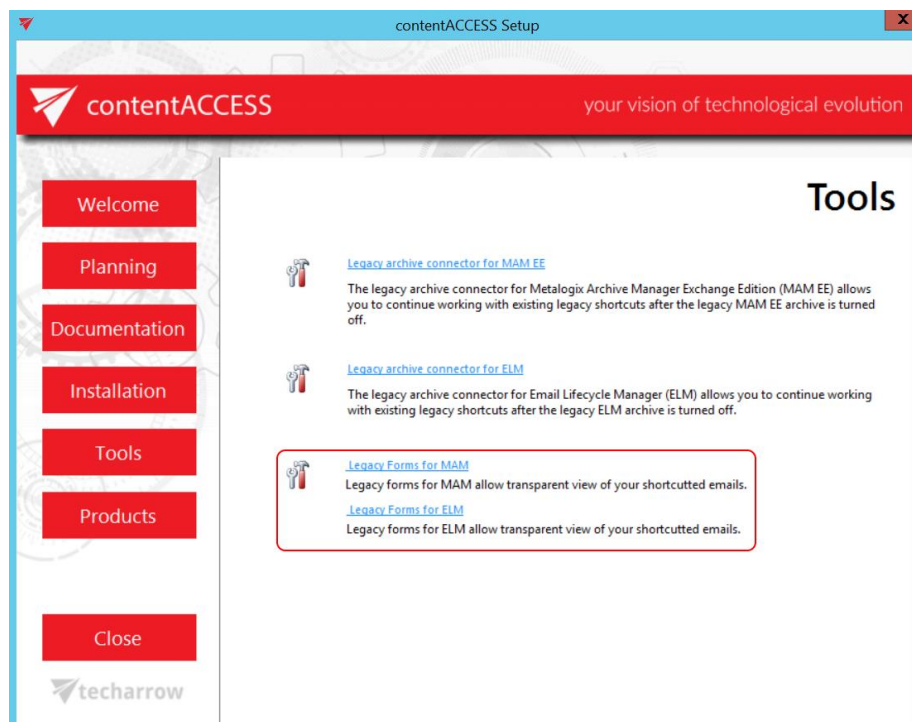 contentACCESS Setup
X
contentACCESS
your vision of technological evolution
Welcome
Planning
Documentation
Installation
Tools
Products
Close
techarrow
Tools
Legacy archive connector for MAM EE
The legacy archive connector for Metalogix Archive Manager Exchange Edition (MAM EE) allows
you to continue working with existing legacy shortcuts after the legacy MAM EE archive is turned
off.
Legacy archive connector for ELM
The legacy archive connector for Email Lifecycle Manager (ELM) allows you to continue working
with existing legacy shortcuts after the legacy ELM archive is turned off.
Legacy Forms for MAM
Legacy forms for MAM allow transparent view of your shortcutted emails.
Legacy Forms for ELM
Legacy forms for ELM allow transparent view of your shortcutted emails.